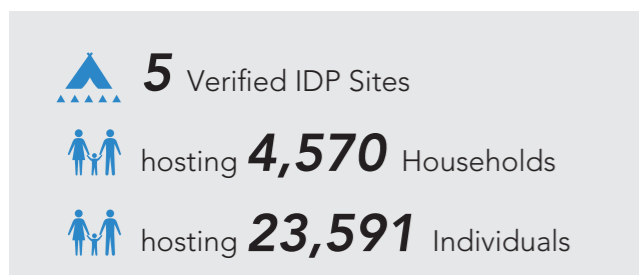 5 Verified IDP Sites
hosting 4,570 Households
hosting 23,591 Individuals